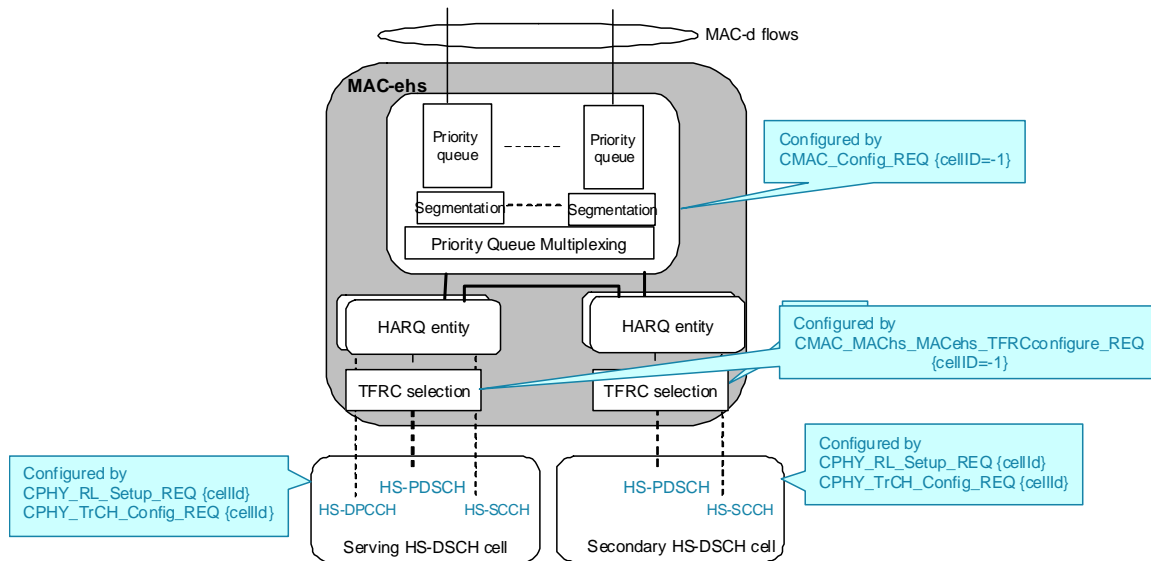 MAC-d flows
MAC-ehs
Priority
queue
Priority
queue
Configured by
CMAC_Config_REQ {cellID=-1}
Segmentation
Segmentation
Priority Queue Multiplexing
HARQ entity
HARQ entity
Configured by
CMAC_MAChs_MACehs_TFRCconfigure_REQ
{cellID=-1}
TFRC selection
TFRC selection
Configured by
CPHY_RL_Setup_REQ {cellId}
CPHY_TrCH_Config_REQ {cellId}
Configured by
CPHY_RL_Setup_REQ {cellId}
CPHY_TrCH_Config_REQ {cellId}
HS-PDSCH
HS-DPCCH
HS-SCCH
Serving HS-DSCH cell
HS-PDSCH
HS-SCCH
Secondary HS-DSCH cell